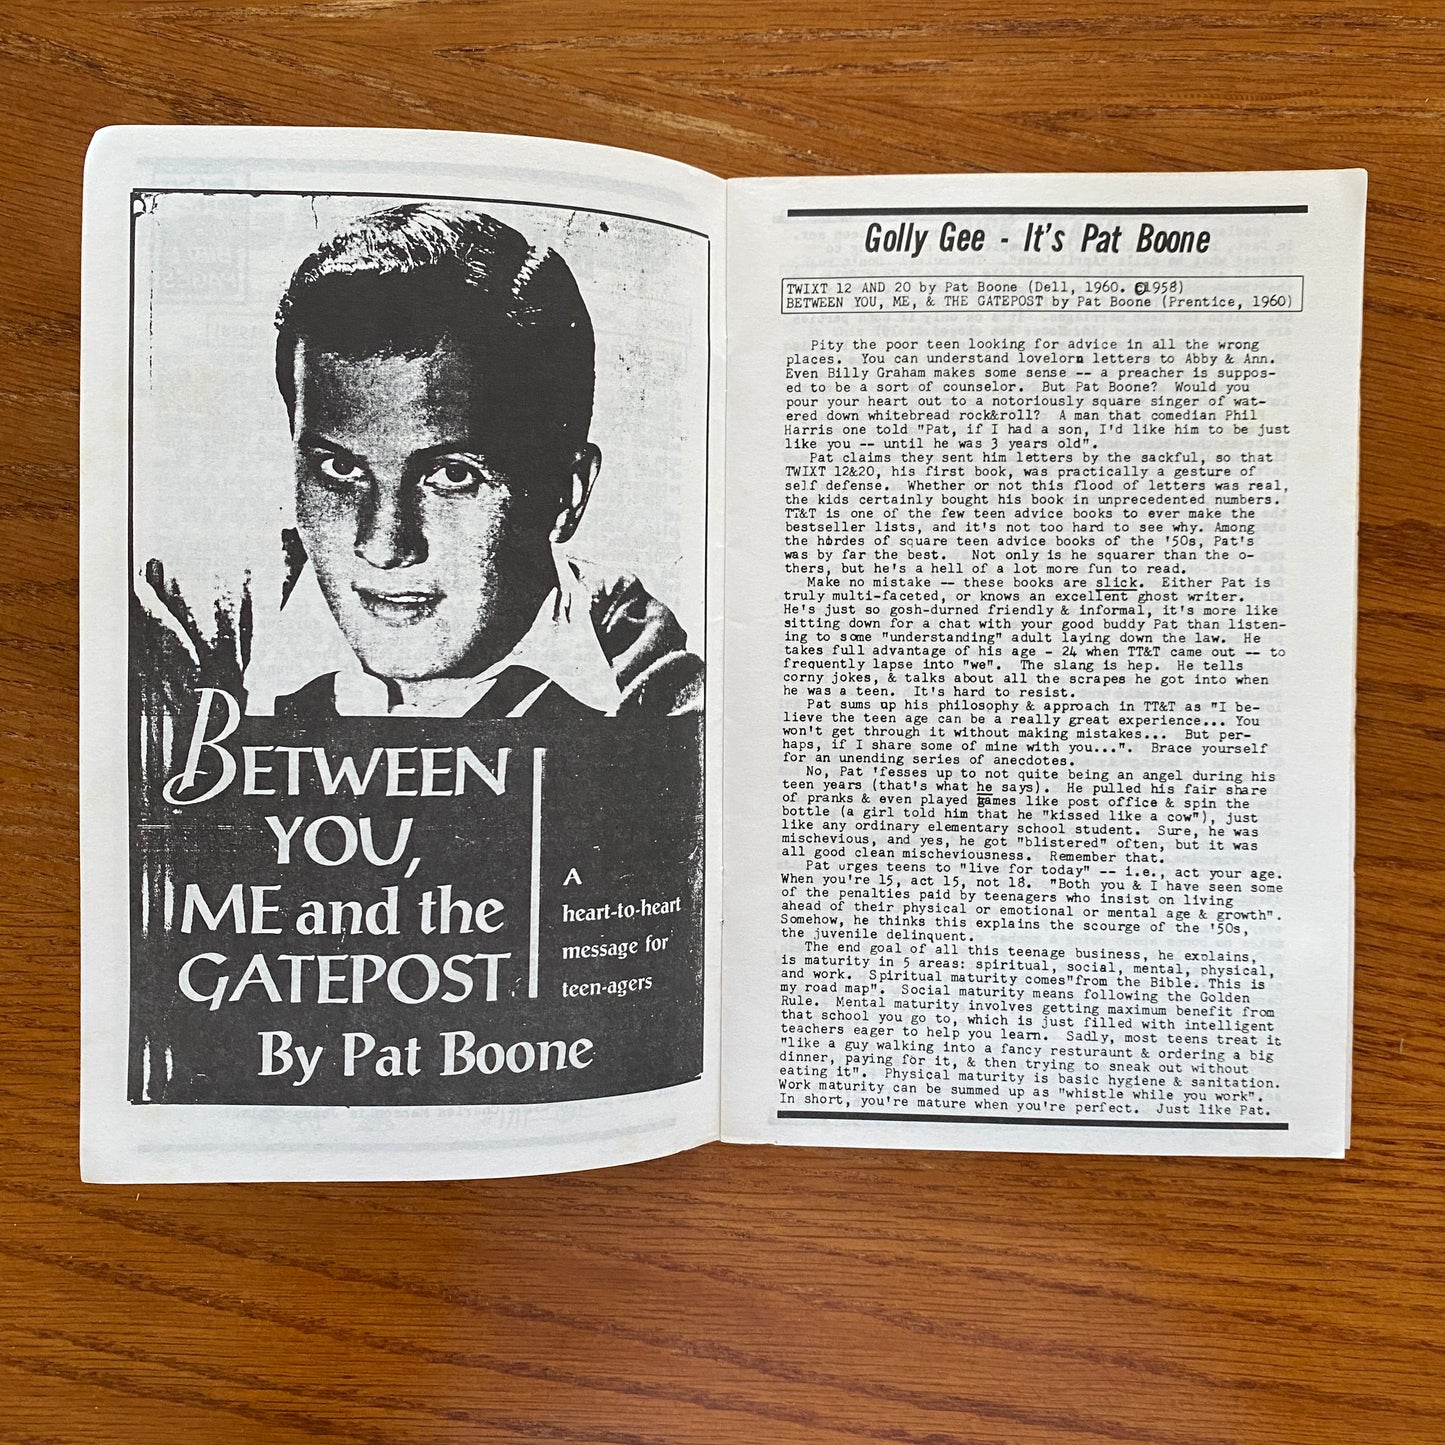 BETWEEN
YOU,
ME and the
GATEPOST
A
heart-to-heart
message for
teen-agers
By Pat Boone
Golly Gee - It's Pat Boone
TWIXT 12 AND 20 by Pat Boone (Dell, 1960. ©1958)
BETWEEN YOU, ME, & THE GATEPOST by Pat Boone (Prentice, 1960)
Pity the poor teen looking for advice in all the wrong
places. You can understand lovelorn letters to Abby & Ann.
Even Billy Graham makes some sense -- a preacher is suppos-
ed to be a sort of counselor. But Pat Boone? Would you
pour your heart out to a notoriously square singer of wat-
ered down whitebread rock&roll? A man that comedian Phil
Harris one told "Pat, if I had a son, I'd like him to be just
like you -- until he was 3 years old".
Pat claims they sent him letters by the sackful, so that
TWIXT 12&20, his first book, was practically a gesture of
self defense. Whether or not this flood of letters was real,
the kids certainly bought his book in unprecedented numbers.
TT&T is one of the few teen advice books to ever make the
bestseller lists, and it's not too hard to see why. Among
the hordes of square teen advice books of the '50s, Pat's
was by far the best. Not only is he squarer than the o-
thers, but he's a hell of a lot more fun to read.
Make no mistake -- these books are slick. Either Pat is
truly multi-faceted, or knows an excellent ghost writer.
He's just so gosh-durned friendly & informal, it's more like
sitting down for a chat with your good buddy Pat than listen-
ing to some "understanding" adult laying down the law. He
takes full advantage of his age - 24 when TT&T came out -- to
frequently lapse into "we". The slang is hep. He tells
corny jokes, & talks about all the scrapes he got into when
he was a teen. It's hard to resist.
Pat sums up his philosophy & approach in TT&T as "I be-
lieve the teen age can be a really great experience... You
won't get through it without making mistakes... But per-
haps, if I share some of mine with you...". Brace yourself
for an unending series of anecdotes.
No, Pat 'fesses up to not quite being an angel during his
teen years (that's what he says). He pulled his fair share
of pranks & even played games like post office & spin the
bottle (a girl told him that he "kissed like a cow"), just
like any ordinary elementary school student. Sure, he was
mischevious, and yes, he got "blistered" often, but it was
all good clean mischeviousness. Remember that.
Pat urges teens to "live for today" -- i.e., act your age.
When you're 15, act 15, not 18. "Both you & I have seen some
of the penalties paid by teenagers who insist on living
ahead of their physical or emotional or mental age & growth".
Somehow, he thinks this explains the scourge of the '50s,
the juvenile delinquent.
The end goal of all this teenage business, he explains,
is maturity in 5 areas: spiritual, social, mental, physical,
and work. Spiritual maturity comes"from the Bible. This is
my road map". Social maturity means following the Golden
Rule. Mental maturity involves getting maximum benefit from
that school you go to, which is just filled with intelligent
teachers eager to help you learn. Sadly, most teens treat it
"like a guy walking into a fancy resturaunt & ordering a big
dinner, paying for it, & then trying to sneak out without
eating it". Physical maturity is basic hygiene & sanitation.
Work maturity can be summed up as "whistle while you work".
In short, you're mature when you're perfect. Just like Pat.